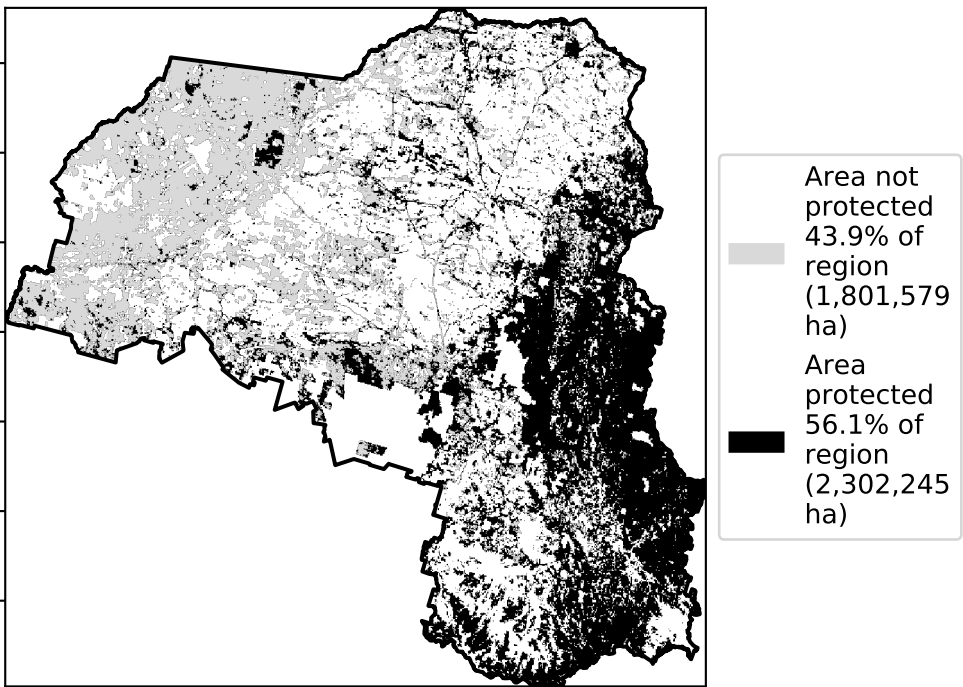 Area not
protected
43.9% of
region
(1,801,579
ha)
Area
protected
56.1% of
region
(2,302,245
ha)